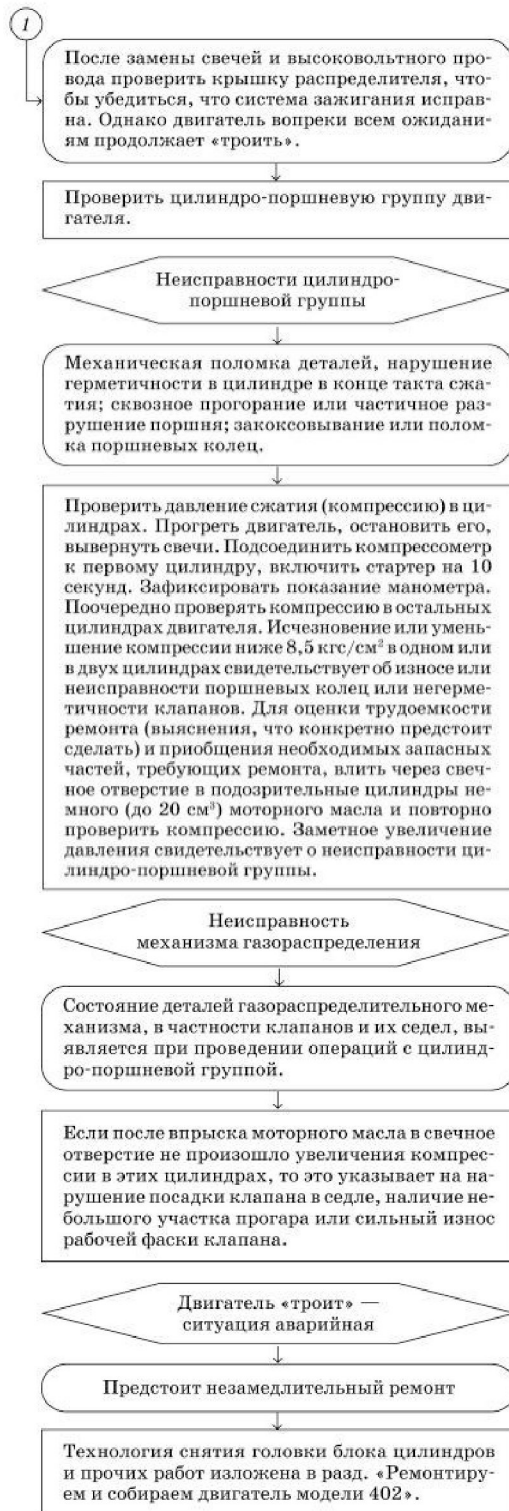 1
После замены свечей и высоковольтного про-
вода проверить крышку распределителя, что-
бы убедиться, что система зажигания исправ-
на. Однако двигатель вопреки всем ожидани-
ям продолжает «троить».
Проверить цилиндро-поршневую группу дви-
гателя.
Неисправности цилиндро-
поршневой группы
Механическая поломка деталей, нарушение
герметичности в цилиндре в конце такта сжа-
тия; сквозное прогорание или частичное раз-
рушение поршня; закоксовывание или полом-
ка поршневых колец.
Проверить давление сжатия (компрессию) в ци-
линдрах. Прогреть двигатель, остановить его,
вывернуть свечи. Подсоединить компрессометр
к первому цилиндру, включить стартер на 10
секунд. Зафиксировать показание манометра.
Поочередно проверять компрессию в остальных
цилиндрах двигателя. Исчезновение или умень-
шение компрессии ниже 8,5 кгс/см² в одном или
в двух цилиндрах свидетельствует об износе или
неисправности поршневых колец или негерме-
тичности клапанов. Для оценки трудоемкости
ремонта (выяснения, что конкретно предстоит
сделать) и приобщения необходимых запасных
частей, требующих ремонта, влить через свеч-
ное отверстие в подозрительные цилиндры не-
много (до 20 см³) моторного масла и повторно
проверить компрессию. Заметное увеличение
давления свидетельствует о неисправности ци-
линдро-поршневой группы.
Неисправность
механизма газораспределения
Состояние деталей газораспределительного ме-
ханизма, в частности клапанов и их седел, вы-
является при проведении операций с цилинд-
ро-поршневой группой.
Если после впрыска моторного масла в свечное
отверстие не произошло увеличения компрес-
сии в этих цилиндрах, то это указывает на на-
рушение посадки клапана в седле, наличие не-
большого участка прогара или сильный износ
рабочей фаски клапана.
Двигатель «троит» —
ситуация аварийная
Предстоит незамедлительный ремонт
Технология снятия головки блока цилиндров
и прочих работ изложена в разд. «Ремонтиру-
ем и собираем двигатель модели 402».